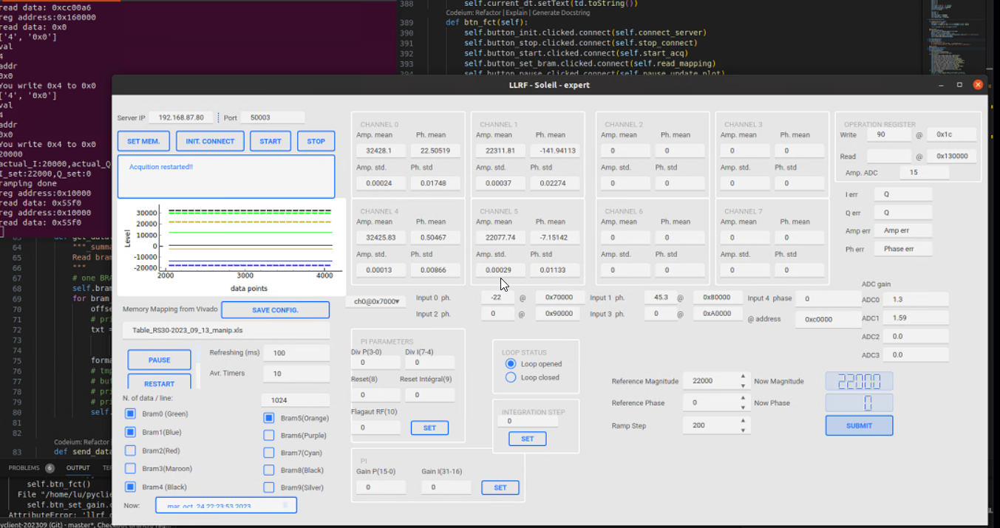 read data: 0xcc00a6
reg address:0x160000
read data: 0x0
['4', '0x0']
val
4
addr
0x0
You write 0x4 to 0x0
['4', '0x0']
val
4
addr
0x0
You write 0x4 to 0x0
20000
actual_I:20000,actual_Q
I_set:22000,Q_set:0
ramping done
reg address:0x10000
read data: 0x55f0
reg address:0x10000
read data: 0x55f0
388 self.current_dt.setText(td.toString())
Codeium: Refactor | Explain | Generate Docstring
389 def btn_fct(self):
390 self.button_init.clicked.connect(self.connect_server)
391 self.button_stop.clicked.connect(self.stop_connect)
392 self.button_start.clicked.connect(self.start_acq)
393 self.button_set_bram.clicked.connect(self.read_mapping)
394 self.button_pause.clicked.connect(self.pause_update_plot)
LLRF - Soleil - expert
Server IP 192.168.87.80 Port 50003
SET MEM. INIT. CONNECT START STOP
Acquition restarted!!
30000
20000
10000
0
-10000
-20000
Level
2000 3000 4000
data points
Memory Mapping from Vivado SAVE CONFIG.
Table_RS30-2023_09_13_manip.xls
PAUSE
RESTART
Refreshing (ms) 100
Avr. Timers 10
N. of data / line: 1024
Bram0 (Green) Bram5(Orange)
Bram1(Blue) Bram6(Purple)
Bram2(Red) Bram7(Cyan)
Bram3(Maroon) Bram8(Black)
Bram4 (Black) Bram9(Silver)
Now: mar. oct. 24 22:23:53 2023
CHANNEL 0
Amp. mean Ph. mean
32428.1 22.50519
Amp. std. Ph. std
0.00024 0.01748
CHANNEL 1
Amp. mean Ph. mean
22311.81 -141.94113
Amp. std. Ph. std
0.00037 0.02274
CHANNEL 2
Amp. mean Ph. mean
0 0
Amp. std. Ph. std
0 0
CHANNEL 3
Amp. mean Ph. mean
0 0
Amp. std. Ph. std
0 0
CHANNEL 4
Amp. mean Ph. mean
32425.83 0.50467
Amp. std. Ph. std
0.00013 0.00866
CHANNEL 5
Amp. mean Ph. mean
22077.74 -7.15142
Amp. std. Ph. std
0.00029 0.01133
CHANNEL 6
Amp. mean Ph. mean
0 0
Amp. std. Ph. std
0 0
CHANNEL 7
Amp. mean Ph. mean
0 0
Amp. std. Ph. std
0 0
OPERATION REGISTER
Write 90 @ 0x1c
Read @ 0x130000
Amp. ADC 15
I err Q
Q err Q
Amp err Amp err
Ph err Phase err
ADC gain
ADC0 1.3
ADC1 1.59
ADC2 0.0
ADC3 0.0
ch0@0x7000
Input 0 ph. -22 @ 0x70000 Input 1 ph. 45.3 @ 0x80000 Input 4 phase 0
Input 2 ph. 0 @ 0x90000 Input 3 ph. 0 @ 0xA0000 @ address 0xc0000
PI PARAMETERS
Div P(3-0) Div I(7-4)
0 0
Reset(8) Reset Intégral(9)
0 0
Flagaut RF(10)
0 SET
LOOP STATUS
Loop opened
Loop closed
INTEGRATION STEP
0
SET
PI
Gain P(15-0) Gain I(31-16)
0 0 SET
Reference Magnitude 22000 Now Magnitude 22000
Reference Phase 0 Now Phase 0
Ramp Step 200 SUBMIT
64 """_summa
65 Read bram
66 """
67 # one BRA
68 self.bram
69 for bram
70 offse
71 # pri
72 txt =
73
74
75 forma
76 # tmp
77 # buf
78 # pri
79 # pri
80 self.
81
82
Codeium: Refactor
83 def send_data
PROBLEMS 6 OUTPUT TER
self.btn_fct()
File "/home/lu/pyclie
self.btn_set_gain.c
AttributeError: 'llrf
pyclient-202309 (Git) - master*,